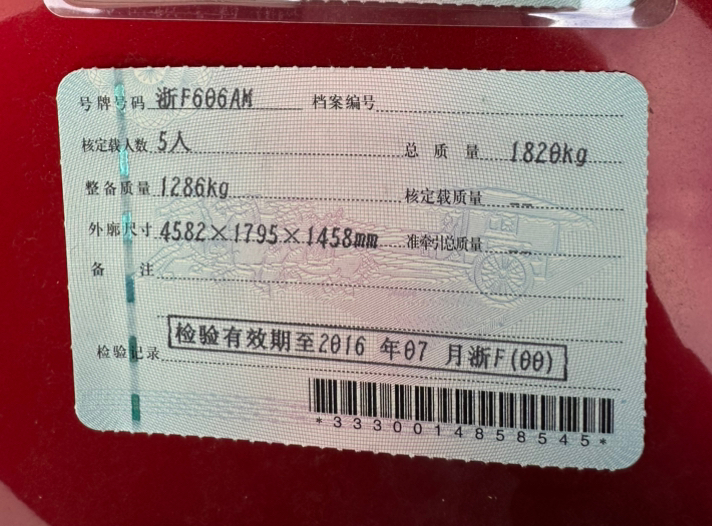 号牌号码 浙F606AM 档案编号
核定载人数 5人 总质量 1820kg
整备质量 1286kg 核定载质量 --
外廓尺寸 4582×1795×1458mm 准牵引总质量 --
备注
检验记录 检验有效期至2016 年07 月浙F(00)
*3330014858545*